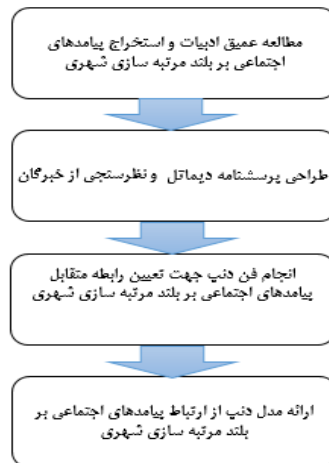 مطالعه عمیق ادبیات و استخراج پیامدهای
اجتماعی بر بلند مرتبه سازی شهری
طراحی پرسشنامه دیماتل و نظرسنجی از خبرگان
انجام فن دنپ جهت تعیین رابطه متقابل
پیامدهای اجتماعی بر بلند مرتبه سازی شهری
ارائه مدل دنپ از ارتباط پیامدهای اجتماعی بر
بلند مرتبه سازی شهری